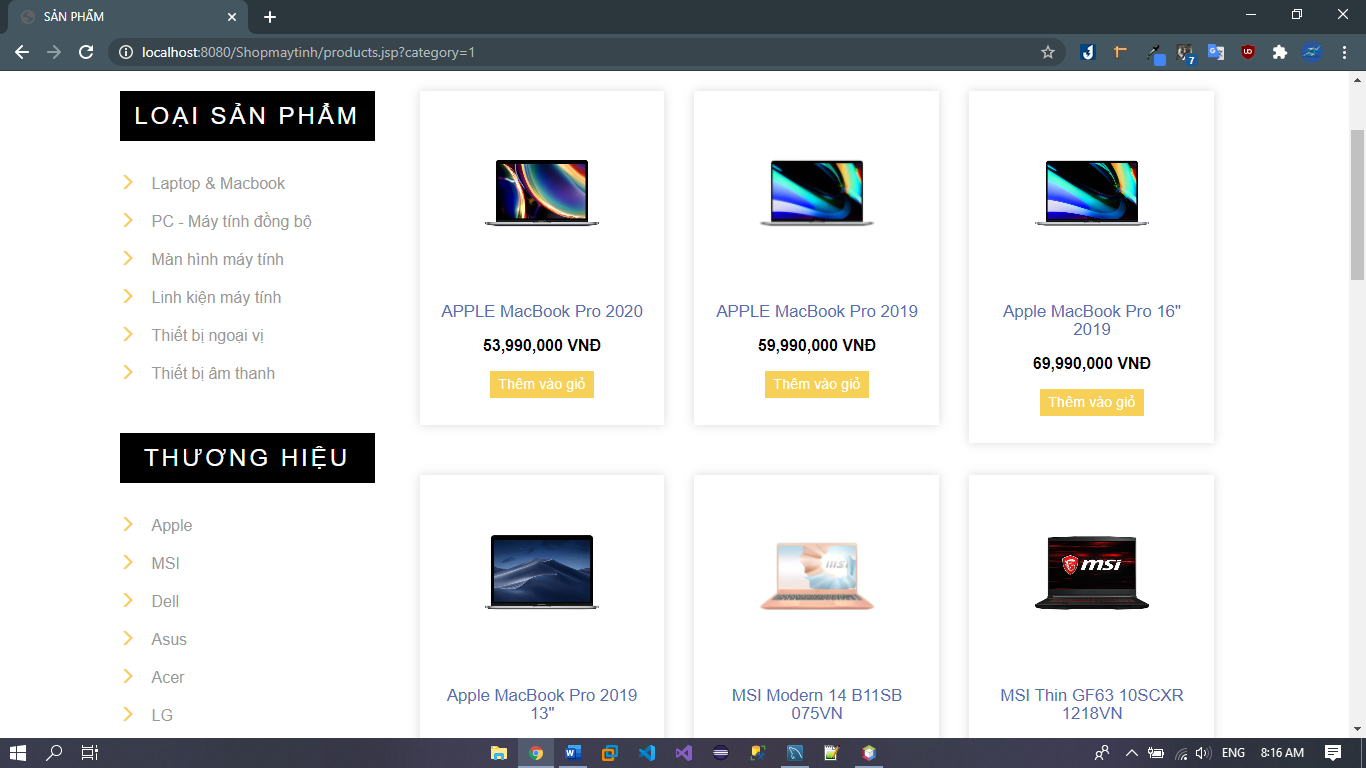 SẢN PHẨM
localhost:8080/Shopmaytinh/products.jsp?category=1
7
LOẠI SẢN PHẨM
Laptop & Macbook
PC - Máy tính đồng bộ
Màn hình máy tính
Linh kiện máy tính
Thiết bị ngoại vị
Thiết bị âm thanh
THƯƠNG HIỆU
Apple
MSI
Dell
Asus
Acer
LG
APPLE MacBook Pro 2020
53,990,000 VNĐ
Thêm vào giỏ
APPLE MacBook Pro 2019
59,990,000 VNĐ
Thêm vào giỏ
Apple MacBook Pro 16"
2019
69,990,000 VNĐ
Thêm vào giỏ
Apple MacBook Pro 2019
13"
msi
MSI Modern 14 B11SB
075VN
msi
MSI Thin GF63 10SCXR
1218VN
ENG
8:16 AM